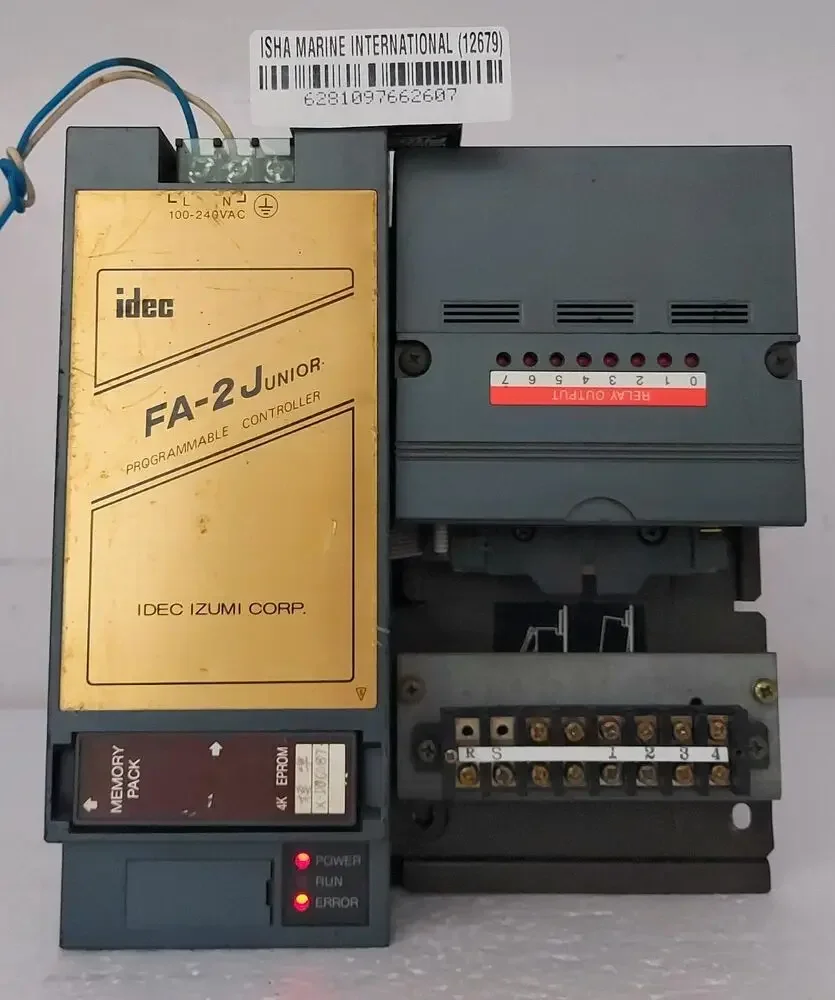 ISHA MARINE INTERNATIONAL (12679)
6281097662607
L N
100-240VAC
idec
FA-2 JUNIOR
PROGRAMMABLE CONTROLLER
IDEC IZUMI CORP.
7 6 5 4 3 2 1 0
RELAY OUTPUT
R S 1 2 3 4
MEMORY
PACK
4K EPROM
POWER
RUN
ERROR